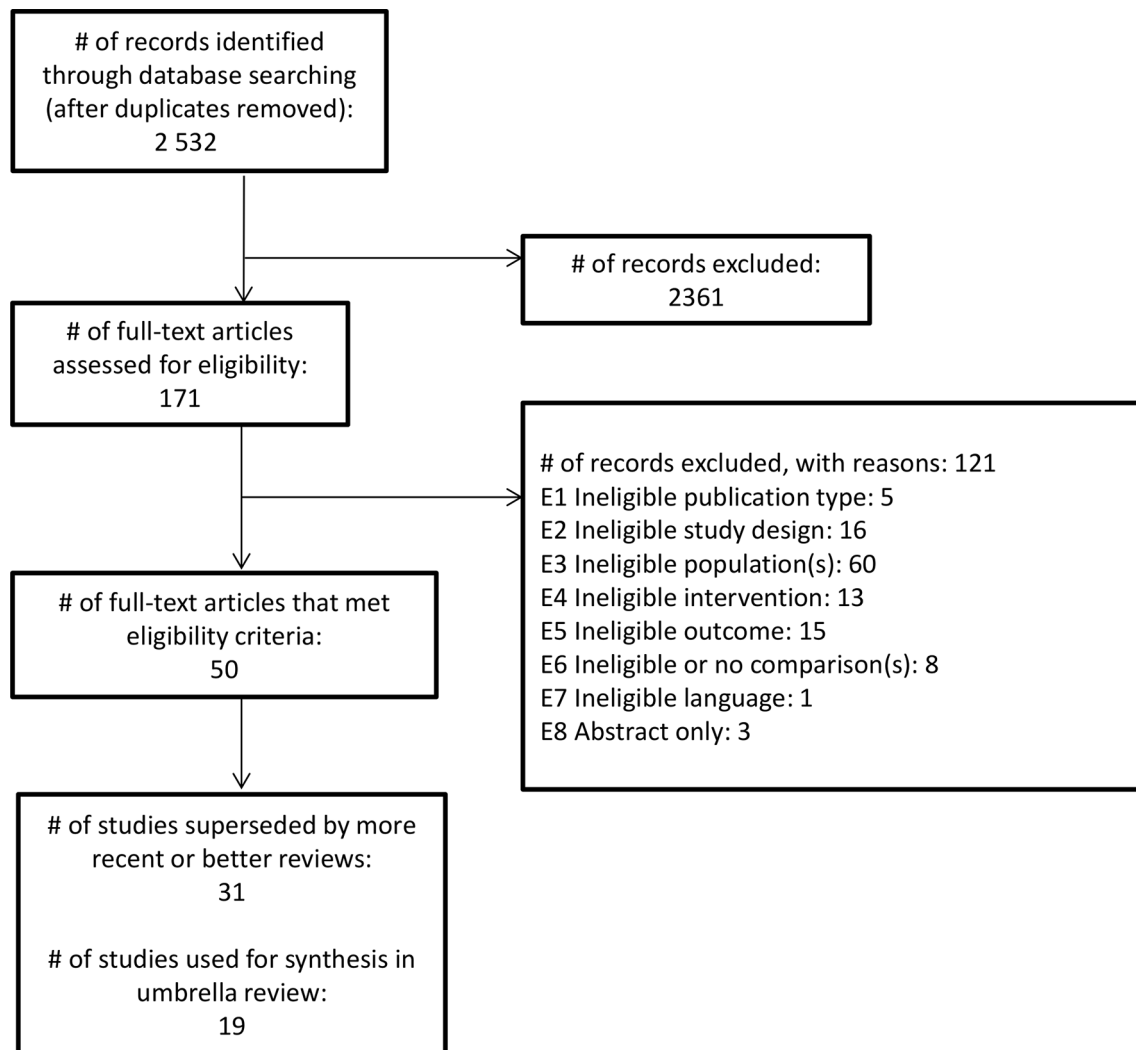 # of records identified
through database searching
(after duplicates removed):
2 532
# of records excluded:
2361
# of full-text articles
assessed for eligibility:
171
# of records excluded, with reasons: 121
E1 Ineligible publication type: 5
E2 Ineligible study design: 16
E3 Ineligible population(s): 60
E4 Ineligible intervention: 13
E5 Ineligible outcome: 15
E6 Ineligible or no comparison(s): 8
E7 Ineligible language: 1
E8 Abstract only: 3
# of full-text articles that met
eligibility criteria:
50
# of studies superseded by more
recent or better reviews:
31
# of studies used for synthesis in
umbrella review:
19